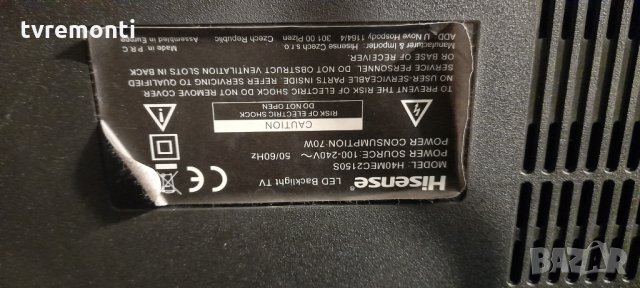 tvremonti
Hisense® LED Backlight TV
MODEL: H40MEC2150S
POWER SOURCE: 100-240V~ 50/60Hz
POWER CONSUMPTION:70W
CAUTION
RISK OF ELECTRIC SHOCK
DO NOT OPEN
TO PREVENT THE RISK OF ELECTRIC SHOCK DO NOT REMOVE COVER
NO USER-SERVICEABLE PARTS INSIDE. REFER SERVICING TO QUALIFIED
SERVICE PERSONNEL. DO NOT OBSTRUCT VENTILATION SLOTS IN BACK
OR BASE OF RECEIVER
Manufacturer & Importer: Hisense Czech s.r.o. Assembled in Europe
ADD.: U Nove Hospody 1164/4 301 00 Plzen Czech Republic Made in P.R.C
CE
BAZAR.BG